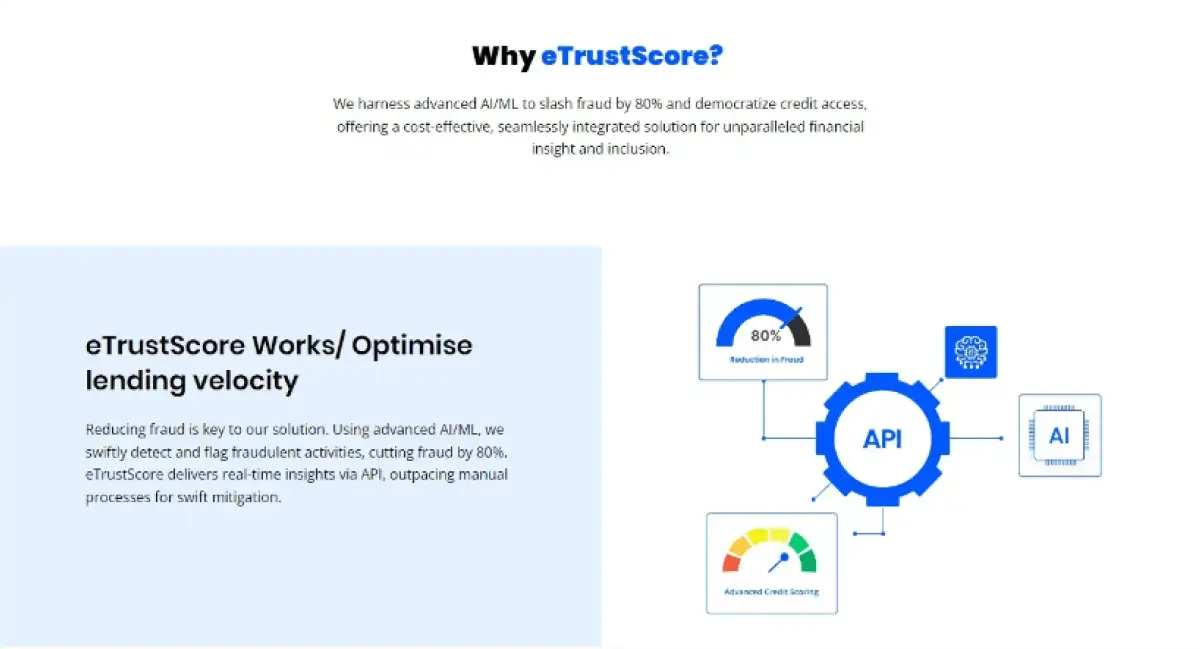 Why eTrustScore?
We harness advanced AI/ML to slash fraud by 80% and democratize credit access,
offering a cost-effective, seamlessly integrated solution for unparalleled financial
insight and inclusion.
eTrustScore Works/ Optimise
lending velocity
Reducing fraud is key to our solution. Using advanced AI/ML, we
swiftly detect and flag fraudulent activities, cutting fraud by 80%.
eTrustScore delivers real-time insights via API, outpacing manual
processes for swift mitigation.
80%
Reduction in Fraud
API
AI
Advanced Credit Scoring